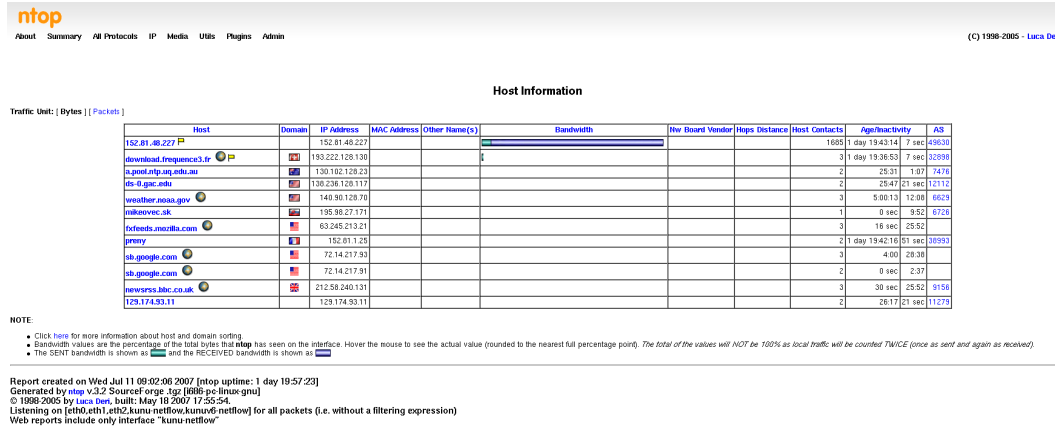 ntop
About Summary All Protocols IP Media Utils Plugins Admin
(C) 1998-2005 - Luca Deri
Host Information
Traffic Unit: [ Bytes ] [ Packets ]
Host Domain IP Address MAC Address Other Name(s) Bandwidth Nw Board Vendor Hops Distance Host Contacts Age/Inactivity AS
152.81.48.227 152.81.48.227 1685 1 day 19:43:14 7 sec 49630
download.frequence3.fr 193.222.128.130 3 1 day 19:36:53 7 sec 32898
a.pool.ntp.uq.edu.au 130.102.128.23 2 25:31 1:07 7476
ds-0.gac.edu 138.236.128.117 2 25:47 21 sec 12112
weather.noaa.gov 140.90.128.70 3 5:00:13 12:08 6629
mikeovec.sk 195.98.27.171 1 0 sec 9:52 6726
fxfeeds.mozilla.com 63.245.213.21 3 16 sec 25:52
preny 152.81.1.25 2 1 day 19:42:16 51 sec 38993
sb.google.com 72.14.217.93 3 4:00 28:38
sb.google.com 72.14.217.91 2 0 sec 2:37
newsrss.bbc.co.uk 212.58.240.131 3 30 sec 25:52 9156
129.174.93.11 129.174.93.11 2 26:17 21 sec 11279
NOTE:
Click here for more information about host and domain sorting.
Bandwidth values are the percentage of the total bytes that ntop has seen on the interface. Hover the mouse to see the actual value (rounded to the nearest full percentage point). The total of the values will NOT be 100% as local traffic will be counted TWICE (once as sent and again as received).
The SENT bandwidth is shown as and the RECEIVED bandwidth is shown as
Report created on Wed Jul 11 09:02:06 2007 [ntop uptime: 1 day 19:57:23]
Generated by ntop v.3.2 SourceForge .tgz [i686-pc-linux-gnu]
© 1998-2005 by Luca Deri, built: May 18 2007 17:55:54.
Listening on [eth0,eth1,eth2,kunu-netflow,kunuv6-netflow] for all packets (i.e. without a filtering expression)
Web reports include only interface "kunu-netflow"